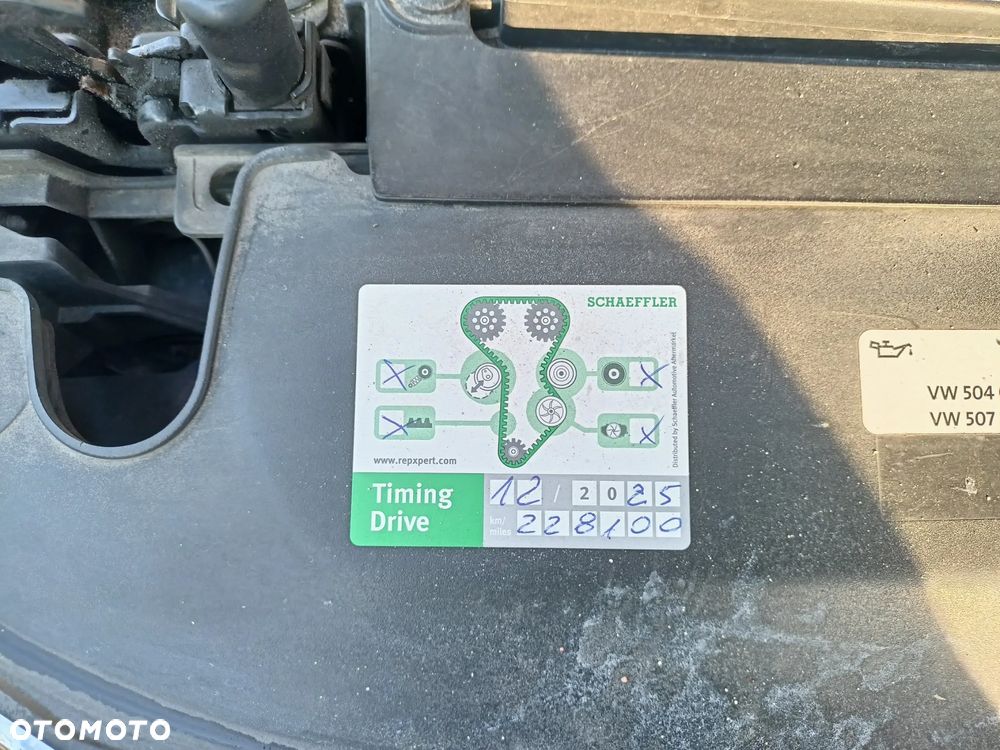 SCHAEFFLER
Distributed by Schaeffler Automotive Aftermarket
www.repxpert.com
Timing
Drive
12 / 2025
km/
miles
228100
VW 504
VW 507
OTOMOTO